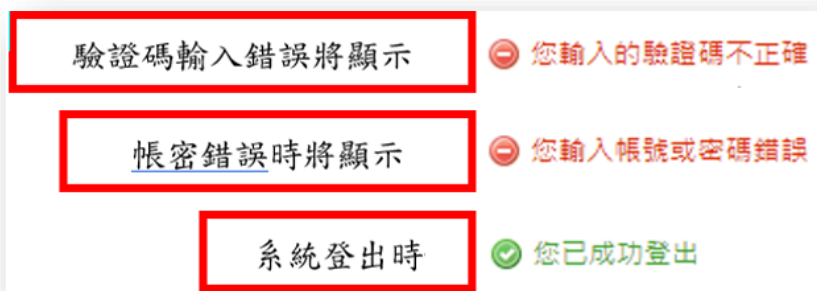 驗證碼輸入錯誤將顯示 您輸入的驗證碼不正確
帳密錯誤時將顯示 您輸入帳號或密碼錯誤
系統登出時 您已成功登出